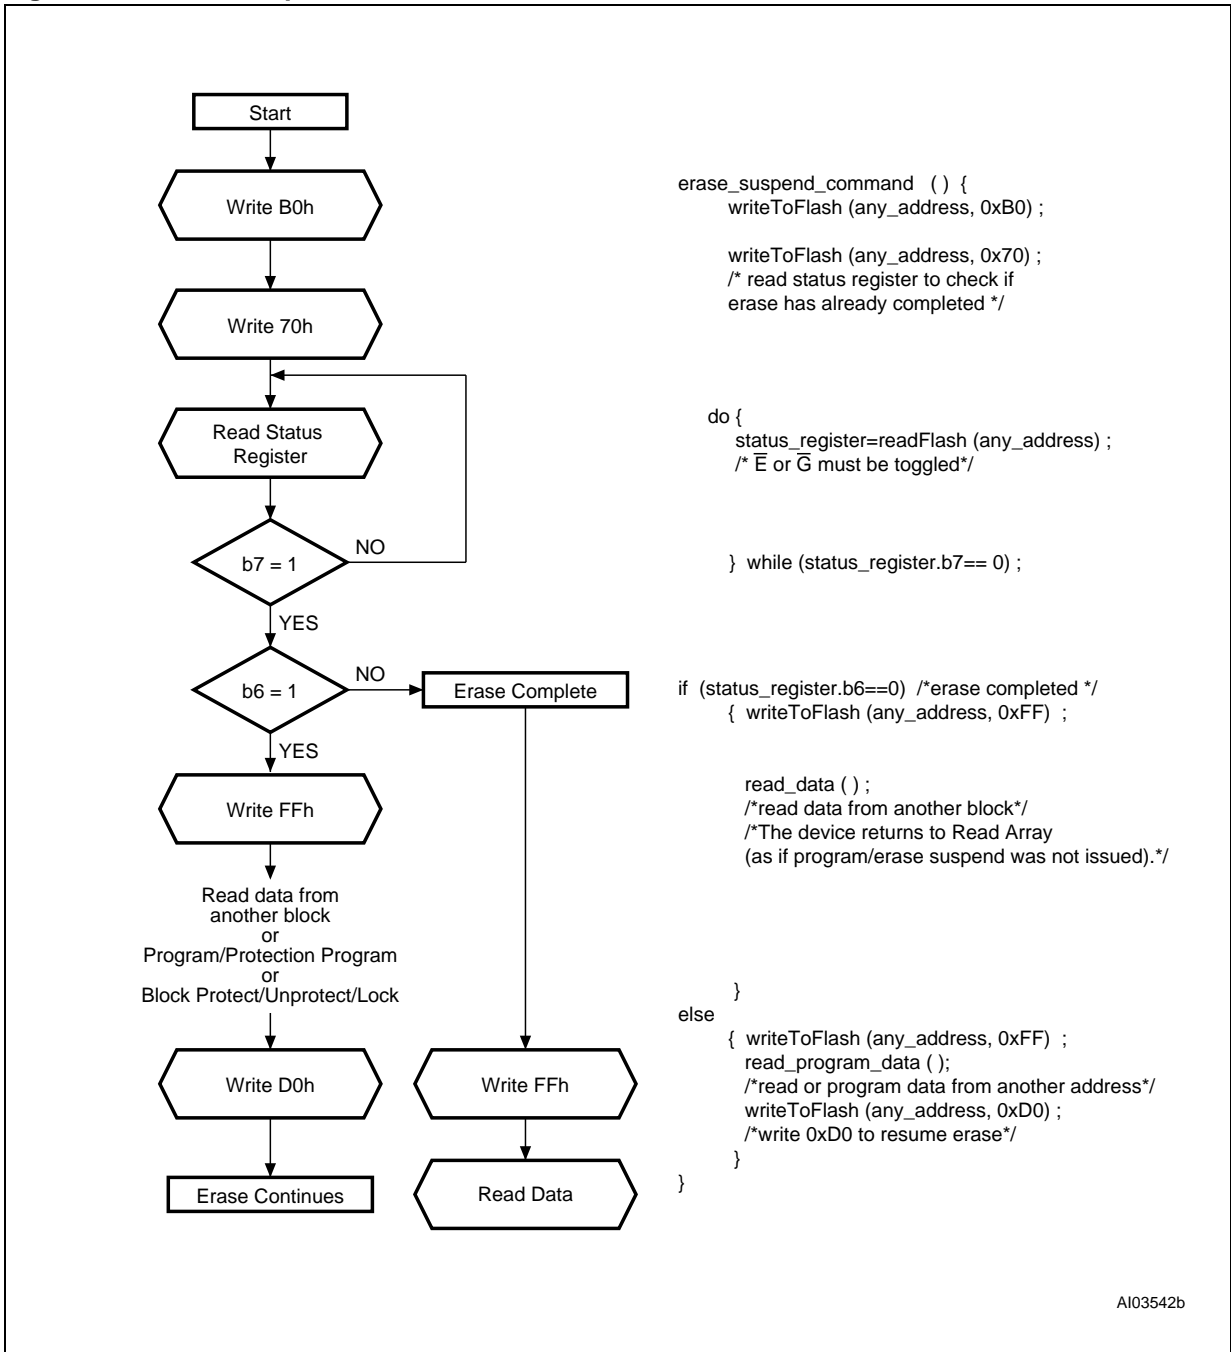 Start
Write B0h
Write 70h
Read Status
Register
b7 = 1
NO
YES
b6 = 1
NO
Erase Complete
YES
Write FFh
Read data from
another block
or
Program/Protection Program
or
Block Protect/Unprotect/Lock
Write D0h
Write FFh
Erase Continues
Read Data
erase_suspend_command ( ) {
writeToFlash (any_address, 0xB0) ;
writeToFlash (any_address, 0x70) ;
/* read status register to check if
erase has already completed */
do {
status_register=readFlash (any_address) ;
/* E̅ or G̅ must be toggled*/
} while (status_register.b7== 0) ;
if (status_register.b6==0) /*erase completed */
{ writeToFlash (any_address, 0xFF) ;
read_data ( ) ;
/*read data from another block*/
/*The device returns to Read Array
(as if program/erase suspend was not issued).*/
}
else
{ writeToFlash (any_address, 0xFF) ;
read_program_data ( );
/*read or program data from another address*/
writeToFlash (any_address, 0xD0) ;
/*write 0xD0 to resume erase*/
}
}
AI03542b